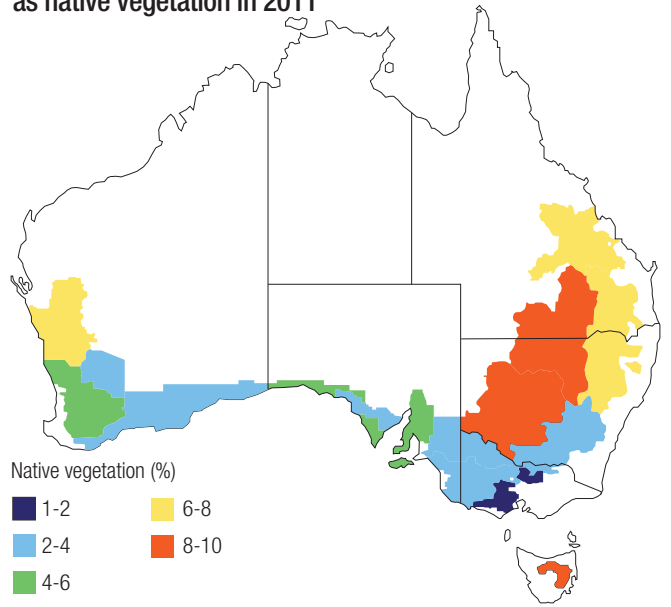 as native vegetation in 2011
Native vegetation (%)
1-2
2-4
4-6
6-8
8-10